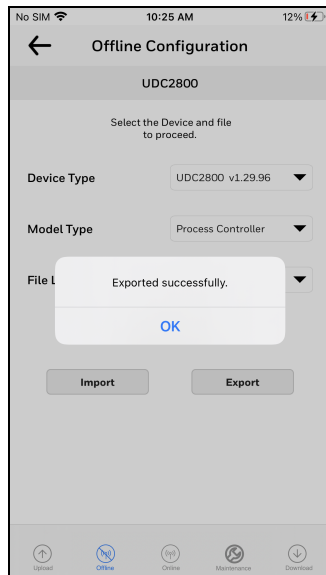 No SIM 10:25 AM 12%
Offline Configuration
UDC2800
Select the Device and file
to proceed.
Device Type UDC2800 v1.29.96
Model Type Process Controller
File L
Exported successfully.
OK
Import Export
Upload Offline Online Maintenance Download